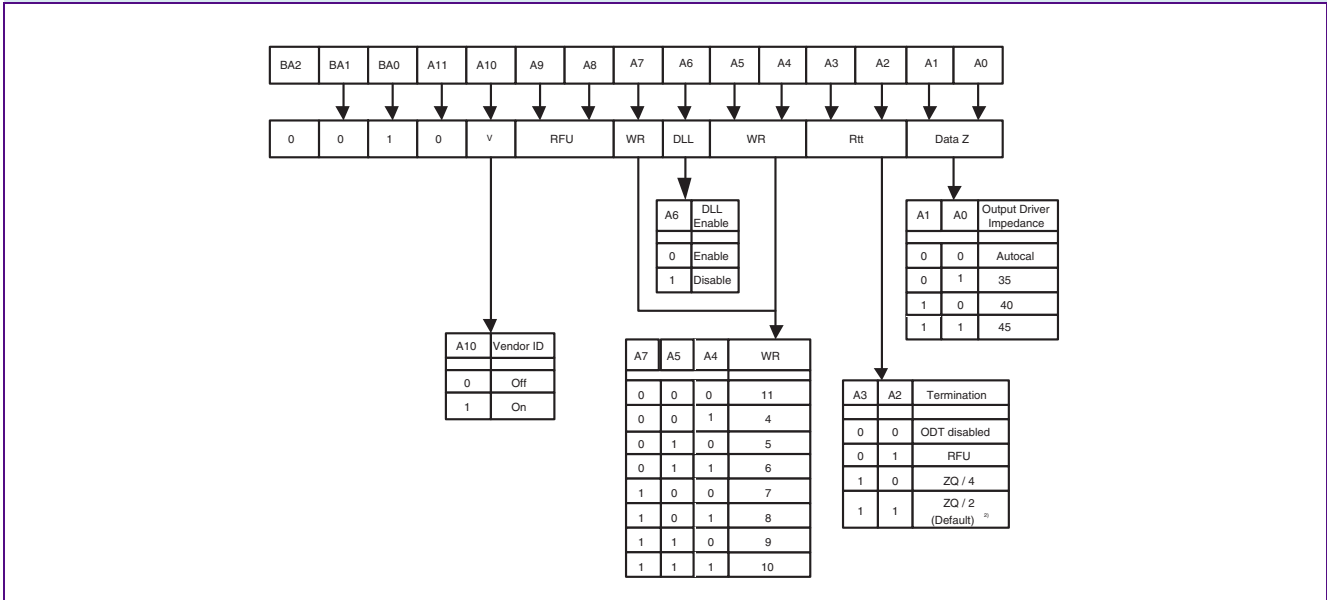 BA2 BA1 BA0 A11 A10 A9 A8 A7 A6 A5 A4 A3 A2 A1 A0
0 0 1 0 V RFU WR DLL WR Rtt Data Z
A6 DLL Enable
0 Enable
1 Disable
A1 A0 Output Driver Impedance
0 0 Autocal
0 1 35
1 0 40
1 1 45
A10 Vendor ID
0 Off
1 On
A7 A5 A4 WR
0 0 0 11
0 0 1 4
0 1 0 5
0 1 1 6
1 0 0 7
1 0 1 8
1 1 0 9
1 1 1 10
A3 A2 Termination
0 0 ODT disabled
0 1 RFU
1 0 ZQ / 4
1 1 ZQ / 2 (Default) 2)